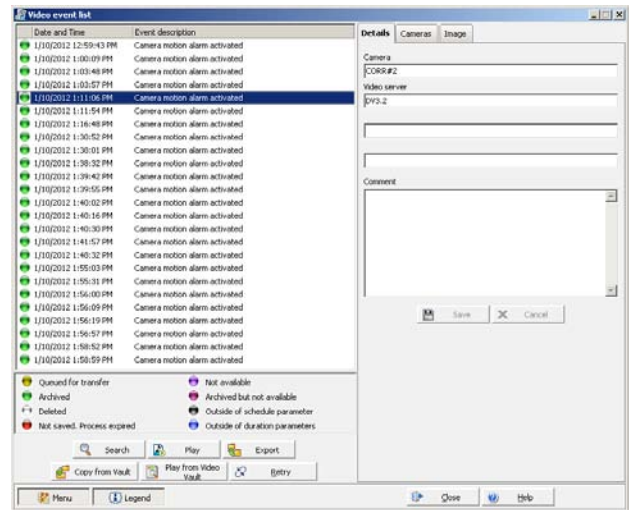 Video event list
Date and Time Event description
1/10/2012 12:59:43 PM Camera motion alarm activated
1/10/2012 1:00:09 PM Camera motion alarm activated
1/10/2012 1:03:48 PM Camera motion alarm activated
1/10/2012 1:03:57 PM Camera motion alarm activated
1/10/2012 1:11:06 PM Camera motion alarm activated
1/10/2012 1:11:54 PM Camera motion alarm activated
1/10/2012 1:16:48 PM Camera motion alarm activated
1/10/2012 1:30:52 PM Camera motion alarm activated
1/10/2012 1:38:01 PM Camera motion alarm activated
1/10/2012 1:38:32 PM Camera motion alarm activated
1/10/2012 1:39:42 PM Camera motion alarm activated
1/10/2012 1:39:55 PM Camera motion alarm activated
1/10/2012 1:40:02 PM Camera motion alarm activated
1/10/2012 1:40:16 PM Camera motion alarm activated
1/10/2012 1:40:30 PM Camera motion alarm activated
1/10/2012 1:41:57 PM Camera motion alarm activated
1/10/2012 1:48:32 PM Camera motion alarm activated
1/10/2012 1:55:03 PM Camera motion alarm activated
1/10/2012 1:55:31 PM Camera motion alarm activated
1/10/2012 1:56:00 PM Camera motion alarm activated
1/10/2012 1:56:09 PM Camera motion alarm activated
1/10/2012 1:56:19 PM Camera motion alarm activated
1/10/2012 1:56:57 PM Camera motion alarm activated
1/10/2012 1:58:52 PM Camera motion alarm activated
1/10/2012 1:58:59 PM Camera motion alarm activated
Queued for transfer Not available
Archived Archived but not available
Deleted Outside of schedule parameter
Not saved. Process expired Outside of duration parameters
Search Play Export
Copy from Vault Play from Video Vault Retry
Menu Legend
Details Cameras Image
Camera
CORR#2
Video server
DV3.2
Comment
Save Cancel
Close Help